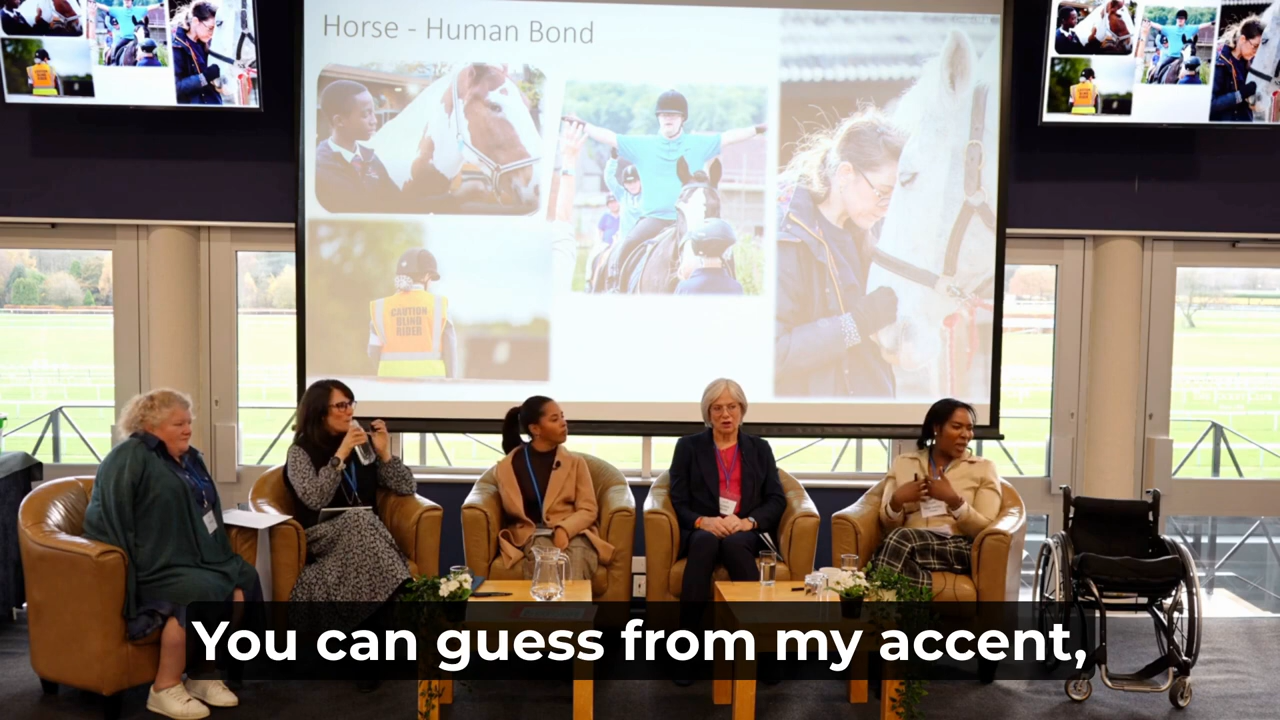 Horse - Human Bond
CAUTION
BLIND
RIDER
You can guess from my accent,